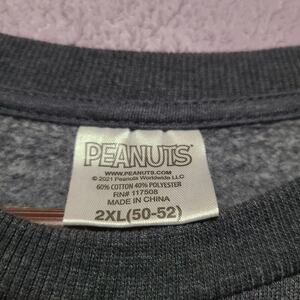 PEANUTS
WWW.PEANUTS.COM
© 2021 Peanuts Worldwide LLC
60% COTTON 40% POLYESTER
RN# 117508
MADE IN CHINA
2XL(50-52)